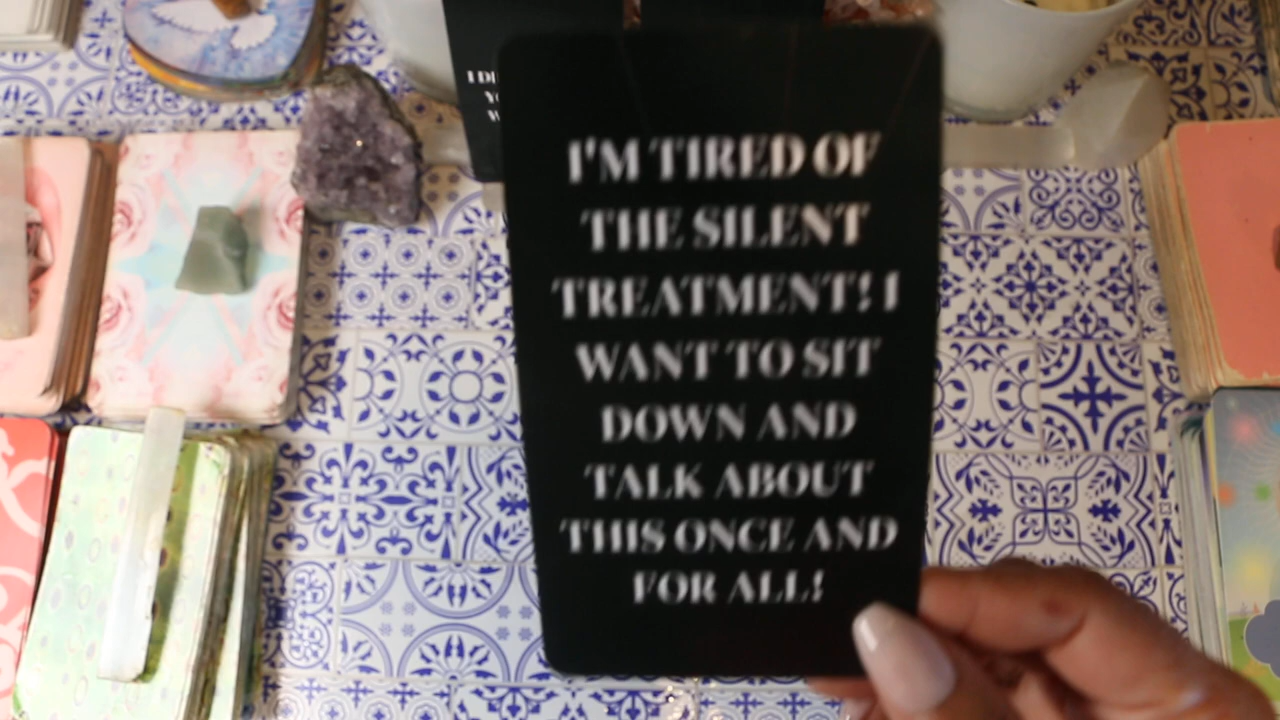 I'M TIRED OF
THE SILENT
TREATMENT! I
WANT TO SIT
DOWN AND
TALK ABOUT
THIS ONCE AND
FOR ALL!